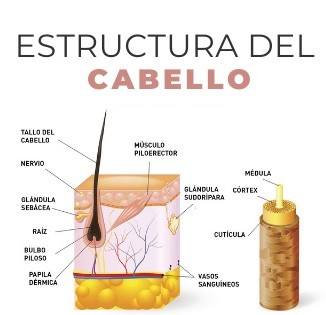 ESTRUCTURA DEL
CABELLO
TALLO DEL
CABELLO
NERVIO
GLÁNDULA
SEBÁCEA
RAÍZ
BULBO
PILOSO
PAPILA
DÉRMICA
MÚSCULO
PILOERECTOR
GLÁNDULA
SUDORÍPARA
VASOS
SANGUÍNEOS
MÉDULA
CÓRTEX
CUTÍCULA